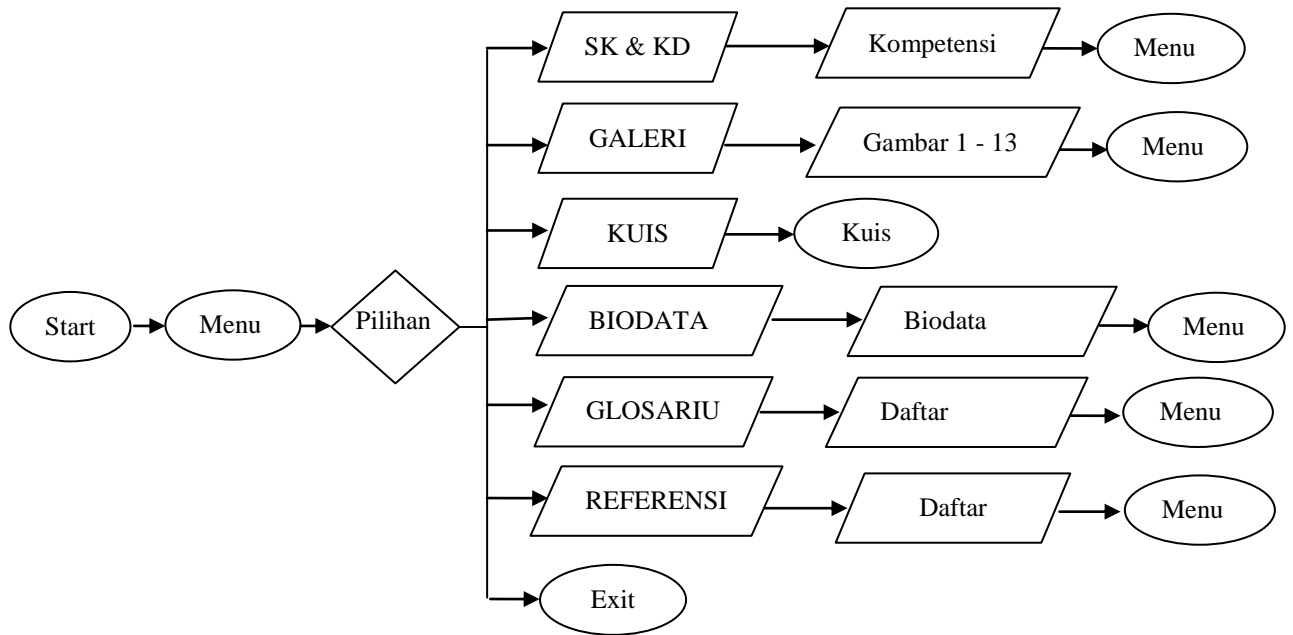 SK & KD
Kompetensi
Menu
GALERI
Gambar 1 - 13
Menu
KUIS
Kuis
Start
Menu
Pilihan
BIODATA
Biodata
Menu
GLOSARIU
Daftar
Menu
REFERENSI
Daftar
Menu
Exit